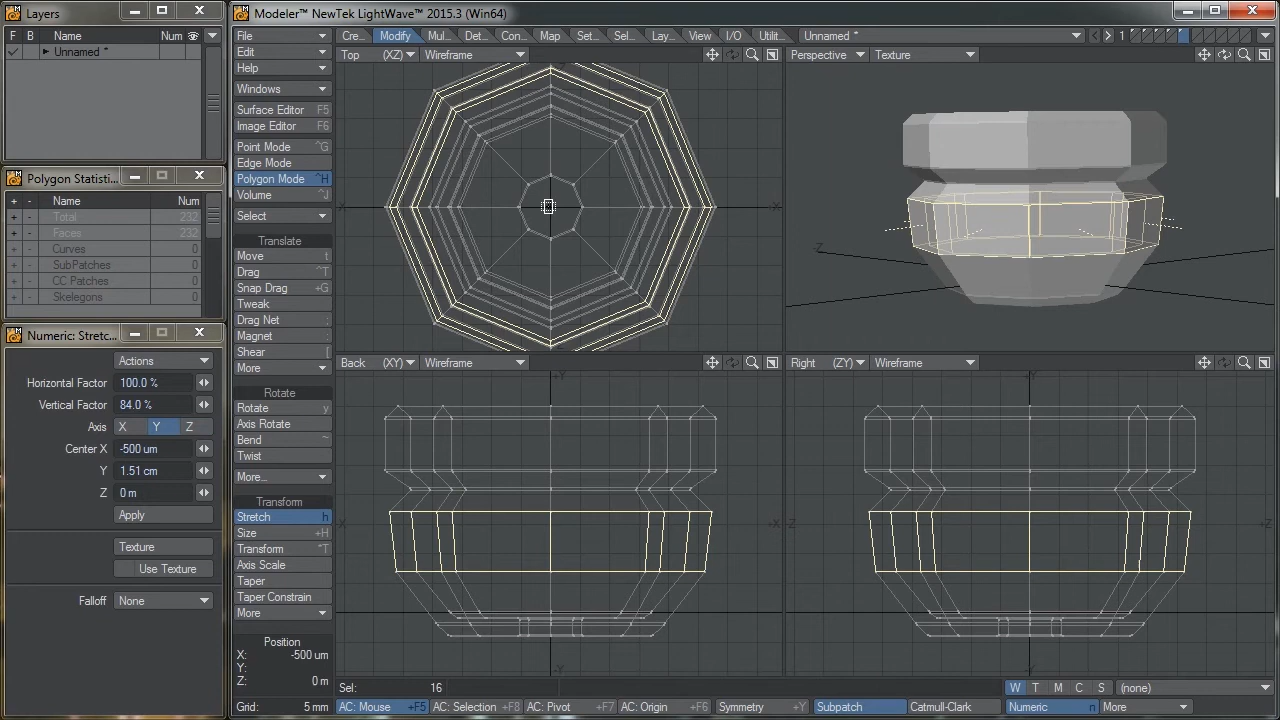 Layers
F B Name Num
Unnamed *
Polygon Statisti...
+ - Name Num
+ - Total 232
+ - Faces 232
+ - Curves 0
+ - SubPatches 0
+ - CC Patches 0
+ - Skelegons 0
Numeric: Stretc...
Actions
Horizontal Factor 100.0 %
Vertical Factor 84.0 %
Axis X Y Z
Center X -500 um
Y 1.51 cm
Z 0 m
Apply
Texture
Use Texture
Falloff None
Modeler™ NewTek LightWave™ 2015.3 (Win64)
File
Edit
Help
Windows
Surface Editor F5
Image Editor F6
Point Mode ^G
Edge Mode
Polygon Mode ^H
Volume ^J
Select
Translate
Move t
Drag ^T
Snap Drag +G
Tweak
Drag Net ;
Magnet :
Shear [
More
Rotate
Rotate y
Axis Rotate
Bend ~
Twist
More...
Transform
Stretch h
Size +H
Transform *T
Axis Scale
Taper
Taper Constrain
More
Position
X: -500 um
Y:
Z: 0 m
Grid: 5 mm
Cre... Modify Mul... Det... Con... Map Set... Sel... Lay... View I/O Utilit... Unnamed * 1
Top (XZ) Wireframe
Perspective Texture
Back (XY) Wireframe
Right (ZY) Wireframe
Sel: 16
W T M C S (none)
AC: Mouse +F5 AC: Selection +F8 AC: Pivot +F7 AC: Origin +F6 Symmetry +Y Subpatch Catmull-Clark Numeric n More